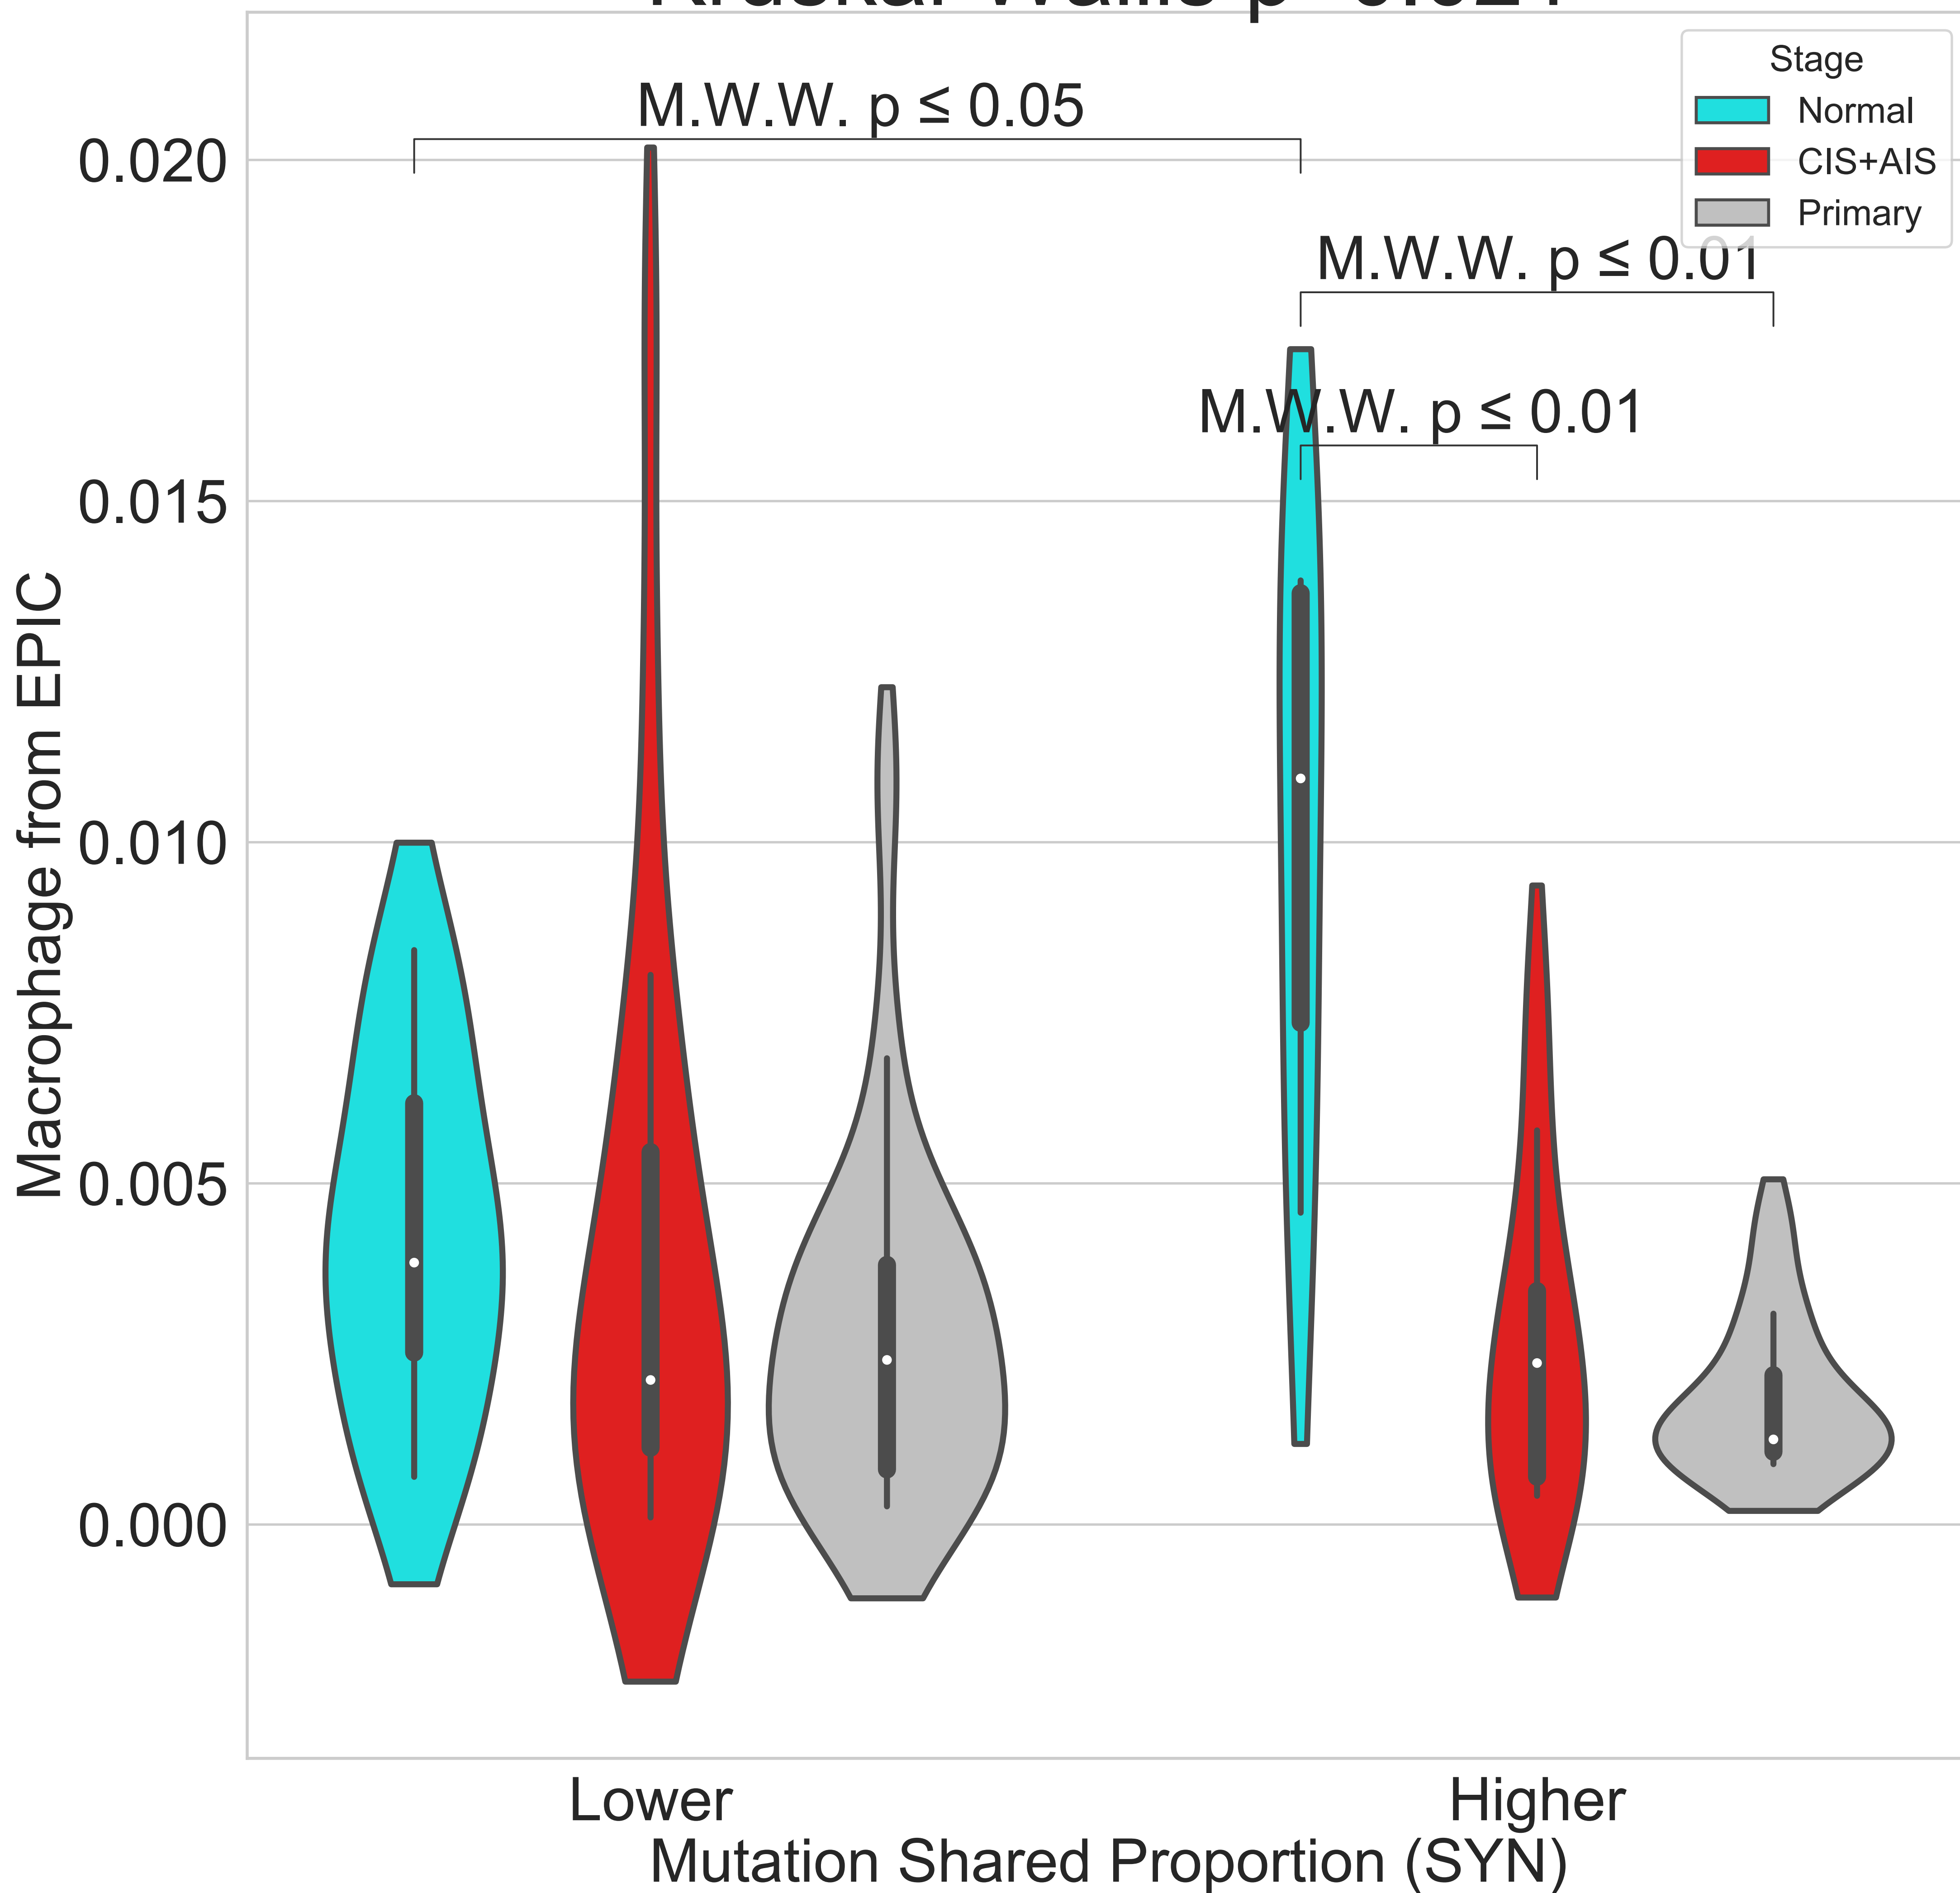 M.W.W. p ≤ 0.05
Stage
Normal
CIS+AIS
Primary
M.W.W. p ≤ 0.01
M.W.W. p ≤ 0.01
0.020
0.015
0.010
0.005
0.000
Macrophage from EPIC
Lower
Higher
Mutation Shared Proportion (SYN)